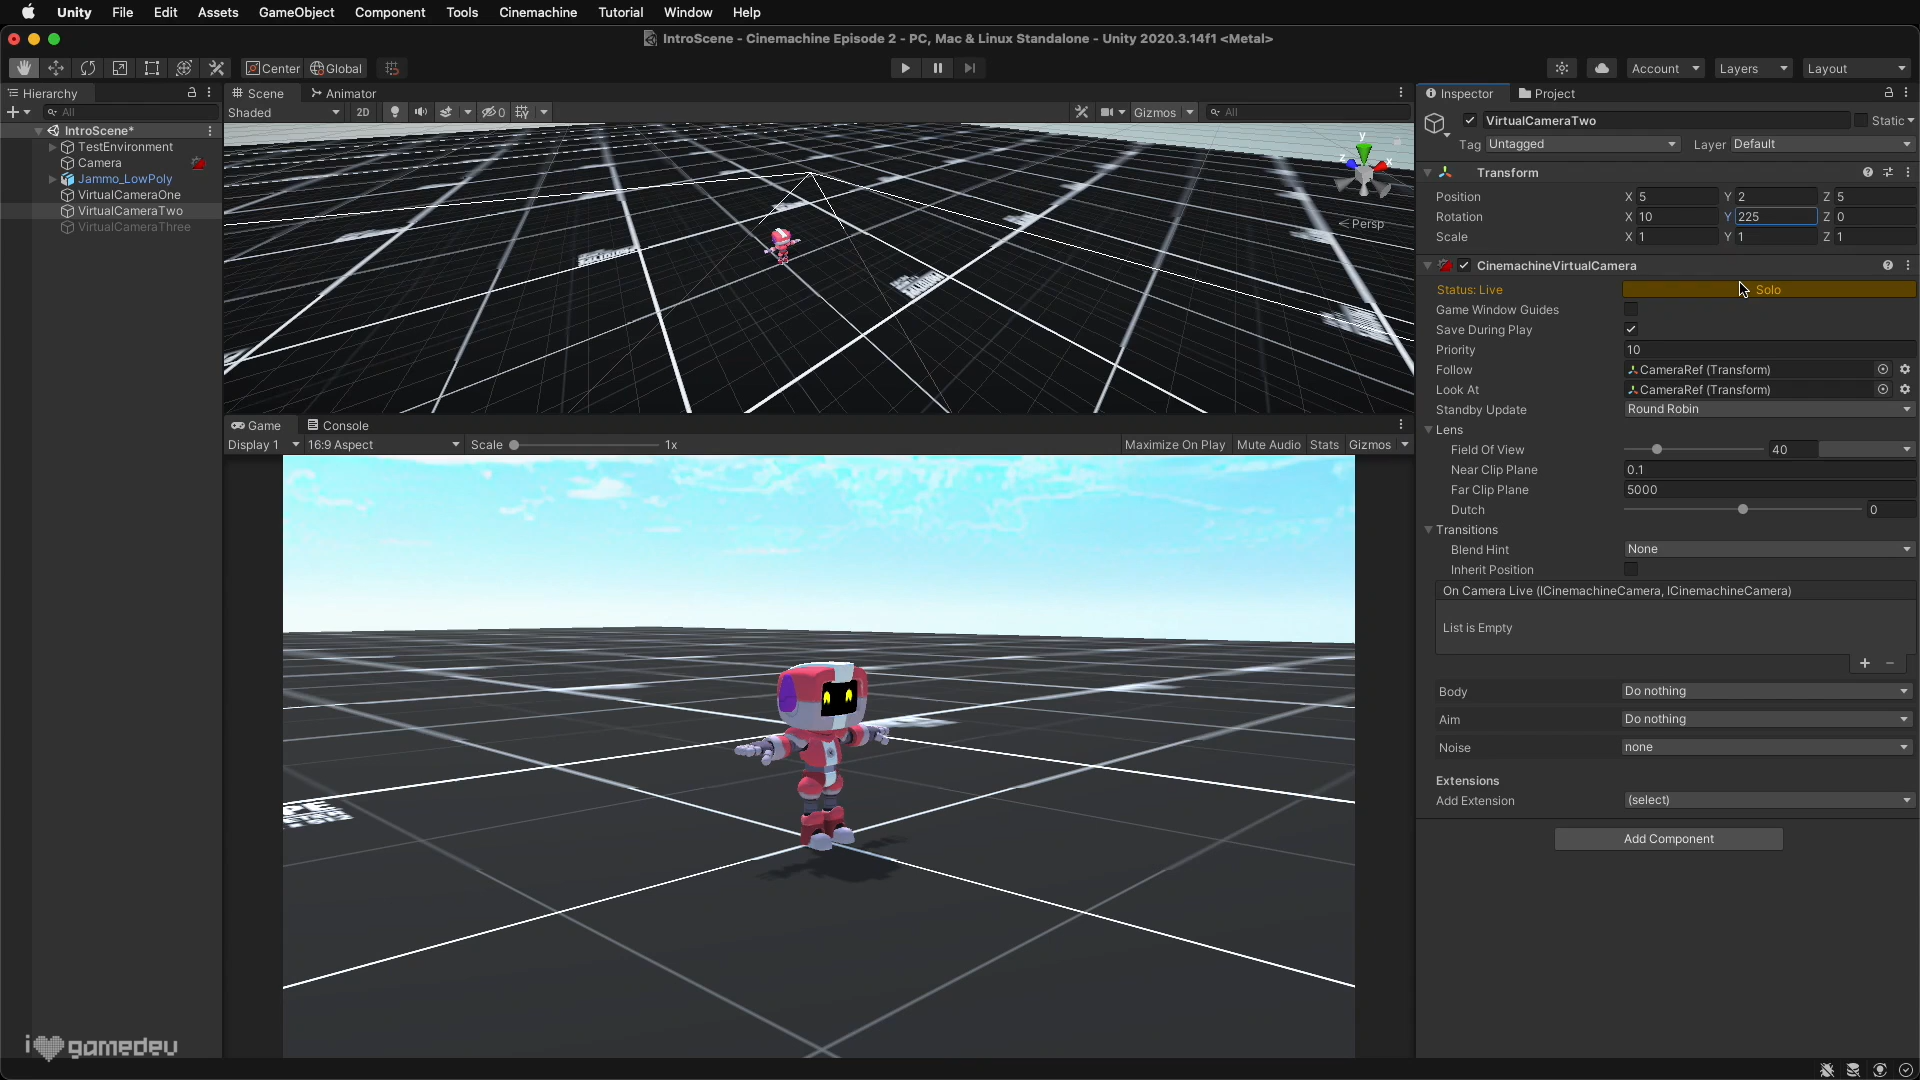 Unity File Edit Assets GameObject Component Tools Cinemachine Tutorial Window Help
IntroScene - Cinemachine Episode 2 - PC, Mac & Linux Standalone - Unity 2020.3.14f1 <Metal>
Center Global Account Layers Layout
Hierarchy
All
IntroScene*
TestEnvironment
Camera
Jammo_LowPoly
VirtualCameraOne
VirtualCameraTwo
VirtualCameraThree
Scene Animator
Shaded 2D 0 Gizmos All
y
z x
Persp
Game Console
Display 1 16:9 Aspect Scale 1x Maximize On Play Mute Audio Stats Gizmos
i gamedev
Inspector Project
VirtualCameraTwo Static
Tag Untagged Layer Default
Transform
Position X 5 Y 2 Z 5
Rotation X 10 Y 225 Z 0
Scale X 1 Y 1 Z 1
CinemachineVirtualCamera
Status: Live Solo
Game Window Guides
Save During Play
Priority 10
Follow CameraRef (Transform)
Look At CameraRef (Transform)
Standby Update Round Robin
Lens
Field Of View 40
Near Clip Plane 0.1
Far Clip Plane 5000
Dutch 0
Transitions
Blend Hint None
Inherit Position
On Camera Live (ICinemachineCamera, ICinemachineCamera)
List is Empty
Body Do nothing
Aim Do nothing
Noise none
Extensions
Add Extension (select)
Add Component